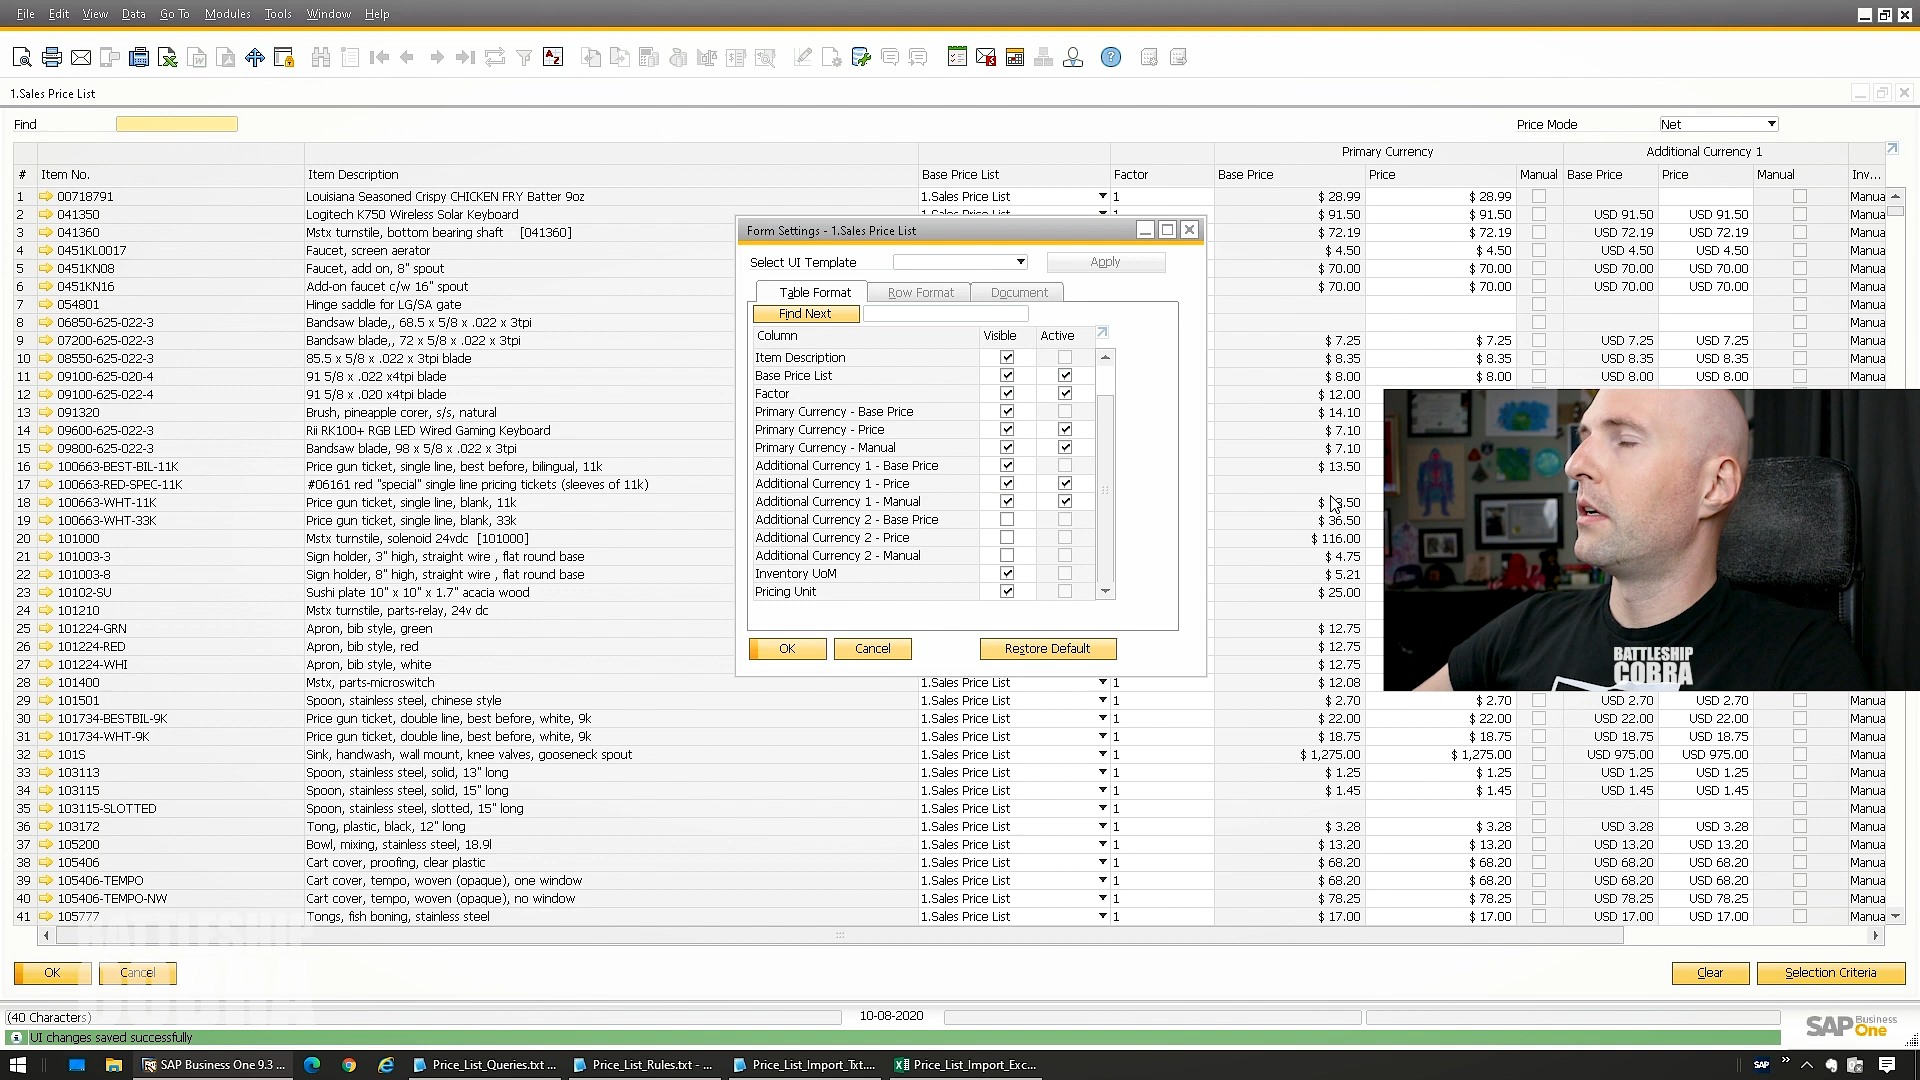 File Edit View Data Go To Modules Tools Window Help
1.Sales Price List
Find
Price Mode Net
Primary Currency Additional Currency 1
# Item No. Item Description Base Price List Factor Base Price Price Manual Base Price Price Manual Inv...
1 00718791 Louisiana Seasoned Crispy CHICKEN FRY Batter 9oz 1.Sales Price List 1 $ 28.99 $ 28.99 Manua
2 041350 Logitech K750 Wireless Solar Keyboard 1.Sales Price List 1 $ 91.50 $ 91.50 USD 91.50 USD 91.50 Manua
3 041360 Mstx turnstile, bottom bearing shaft [041360] $ 72.19 $ 72.19 USD 72.19 USD 72.19 Manua
4 0451KL0017 Faucet, screen aerator $ 4.50 $ 4.50 USD 4.50 USD 4.50 Manua
5 0451KN08 Faucet, add on, 8" spout $ 70.00 $ 70.00 USD 70.00 USD 70.00 Manua
6 0451KN16 Add-on faucet c/w 16" spout $ 70.00 $ 70.00 USD 70.00 USD 70.00 Manua
7 054801 Hinge saddle for LG/SA gate Manua
8 06850-625-022-3 Bandsaw blade,, 68.5 x 5/8 x .022 x 3tpi Manua
9 07200-625-022-3 Bandsaw blade,, 72 x 5/8 x .022 x 3tpi $ 7.25 $ 7.25 USD 7.25 USD 7.25 Manua
10 08550-625-022-3 85.5 x 5/8 x .022 x 3tpi blade $ 8.35 $ 8.35 USD 8.35 USD 8.35 Manua
11 09100-625-020-4 91 5/8 x .022 x4tpi blade $ 8.00 $ 8.00 USD 8.00 USD 8.00 Manua
12 09100-625-022-4 91 5/8 x .020 x4tpi blade $ 12.00
13 091320 Brush, pineapple corer, s/s, natural $ 14.10
14 09600-625-022-3 Rii RK100+ RGB LED Wired Gaming Keyboard $ 7.10
15 09800-625-022-3 Bandsaw blade, 98 x 5/8 x .022 x 3tpi $ 7.10
16 100663-BEST-BIL-11K Price gun ticket, single line, best before, bilingual, 11k $ 13.50
17 100663-RED-SPEC-11K #06161 red "special" single line pricing tickets (sleeves of 11k)
18 100663-WHT-11K Price gun ticket, single line, blank, 11k $
19 100663-WHT-33K Price gun ticket, single line, blank, 33k $ 36.50
20 101000 Mstx turnstile, solenoid 24vdc [101000] $ 116.00
21 101003-3 Sign holder, 3" high, straight wire , flat round base $ 4.75
22 101003-8 Sign holder, 8" high, straight wire , flat round base $ 5.21
23 10102-SU Sushi plate 10" x 10" x 1.7" acacia wood $ 25.00
24 101210 Mstx turnstile, parts-relay, 24v dc
25 101224-GRN Apron, bib style, green $ 12.75
26 101224-RED Apron, bib style, red $ 12.75
27 101224-WHI Apron, bib style, white $ 12.75
28 101400 Mstx, parts-microswitch 1.Sales Price List 1 $ 12.08
29 101501 Spoon, stainless steel, chinese style 1.Sales Price List 1 $ 2.70 $ 2.70 USD 2.70 USD 2.70 Manua
30 101734-BESTBIL-9K Price gun ticket, double line, best before, white, 9k 1.Sales Price List 1 $ 22.00 $ 22.00 USD 22.00 USD 22.00 Manua
31 101734-WHT-9K Price gun ticket, double line, best before, white, 9k 1.Sales Price List 1 $ 18.75 $ 18.75 USD 18.75 USD 18.75 Manua
32 101S Sink, handwash, wall mount, knee valves, gooseneck spout 1.Sales Price List 1 $ 1,275.00 $ 1,275.00 USD 975.00 USD 975.00 Manua
33 103113 Spoon, stainless steel, solid, 13" long 1.Sales Price List 1 $ 1.25 $ 1.25 USD 1.25 USD 1.25 Manua
34 103115 Spoon, stainless steel, solid, 15" long 1.Sales Price List 1 $ 1.45 $ 1.45 USD 1.45 USD 1.45 Manua
35 103115-SLOTTED Spoon, stainless steel, slotted, 15" long 1.Sales Price List 1 Manua
36 103172 Tong, plastic, black, 12" long 1.Sales Price List 1 $ 3.28 $ 3.28 USD 3.28 USD 3.28 Manua
37 105200 Bowl, mixing, stainless steel, 18.9l 1.Sales Price List 1 $ 13.20 $ 13.20 USD 13.20 USD 13.20 Manua
38 105406 Cart cover, proofing, clear plastic 1.Sales Price List 1 $ 68.20 $ 68.20 USD 68.20 USD 68.20 Manua
39 105406-TEMPO Cart cover, tempo, woven (opaque), one window 1.Sales Price List 1 $ 68.20 $ 68.20 USD 68.20 USD 68.20 Manua
40 105406-TEMPO-NW Cart cover, tempo, woven (opaque), no window 1.Sales Price List 1 $ 78.25 $ 78.25 USD 78.25 USD 78.25 Manua
41 105777 Tongs, fish boning, stainless steel 1.Sales Price List 1 $ 17.00 $ 17.00 USD 17.00 USD 17.00 Manua
Form Settings - 1.Sales Price List
Select UI Template Apply
Table Format Row Format Document
Find Next
Column Visible Active
Item Description
Base Price List
Factor
Primary Currency - Base Price
Primary Currency - Price
Primary Currency - Manual
Additional Currency 1 - Base Price
Additional Currency 1 - Price
Additional Currency 1 - Manual
Additional Currency 2 - Base Price
Additional Currency 2 - Price
Additional Currency 2 - Manual
Inventory UoM
Pricing Unit
OK Cancel Restore Default
BATTLESHIP
COBRA
BATTLESHIP
COBRA
OK Cancel Clear Selection Criteria
(40 Characters) 10-08-2020
UI changes saved successfully
SAP Business One
SAP Business One 9.3 ... Price_List_Queries.txt ... Price_List_Rules.txt - ... Price_List_Import_Txt.... Price_List_Import_Exc... SAP